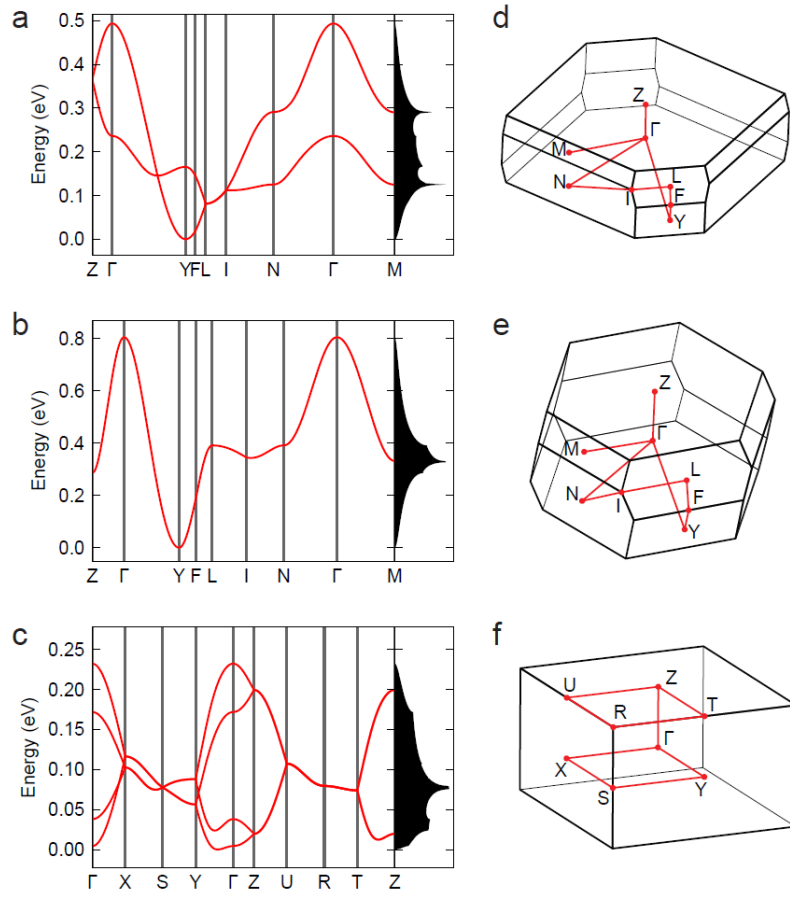 a
Energy (eV)
0.5
0.4
0.3
0.2
0.1
0.0
Z Γ Y F L I N Γ M
d
Z
Γ
M
N
L
I
F
Y
b
Energy (eV)
0.8
0.6
0.4
0.2
0.0
Z Γ Y F L I N Γ M
e
Z
Γ
M
L
N
I
F
Y
c
Energy (eV)
0.25
0.20
0.15
0.10
0.05
0.00
Γ X S Y Γ Z U R T Z
f
U
Z
R
T
Γ
X
S
Y